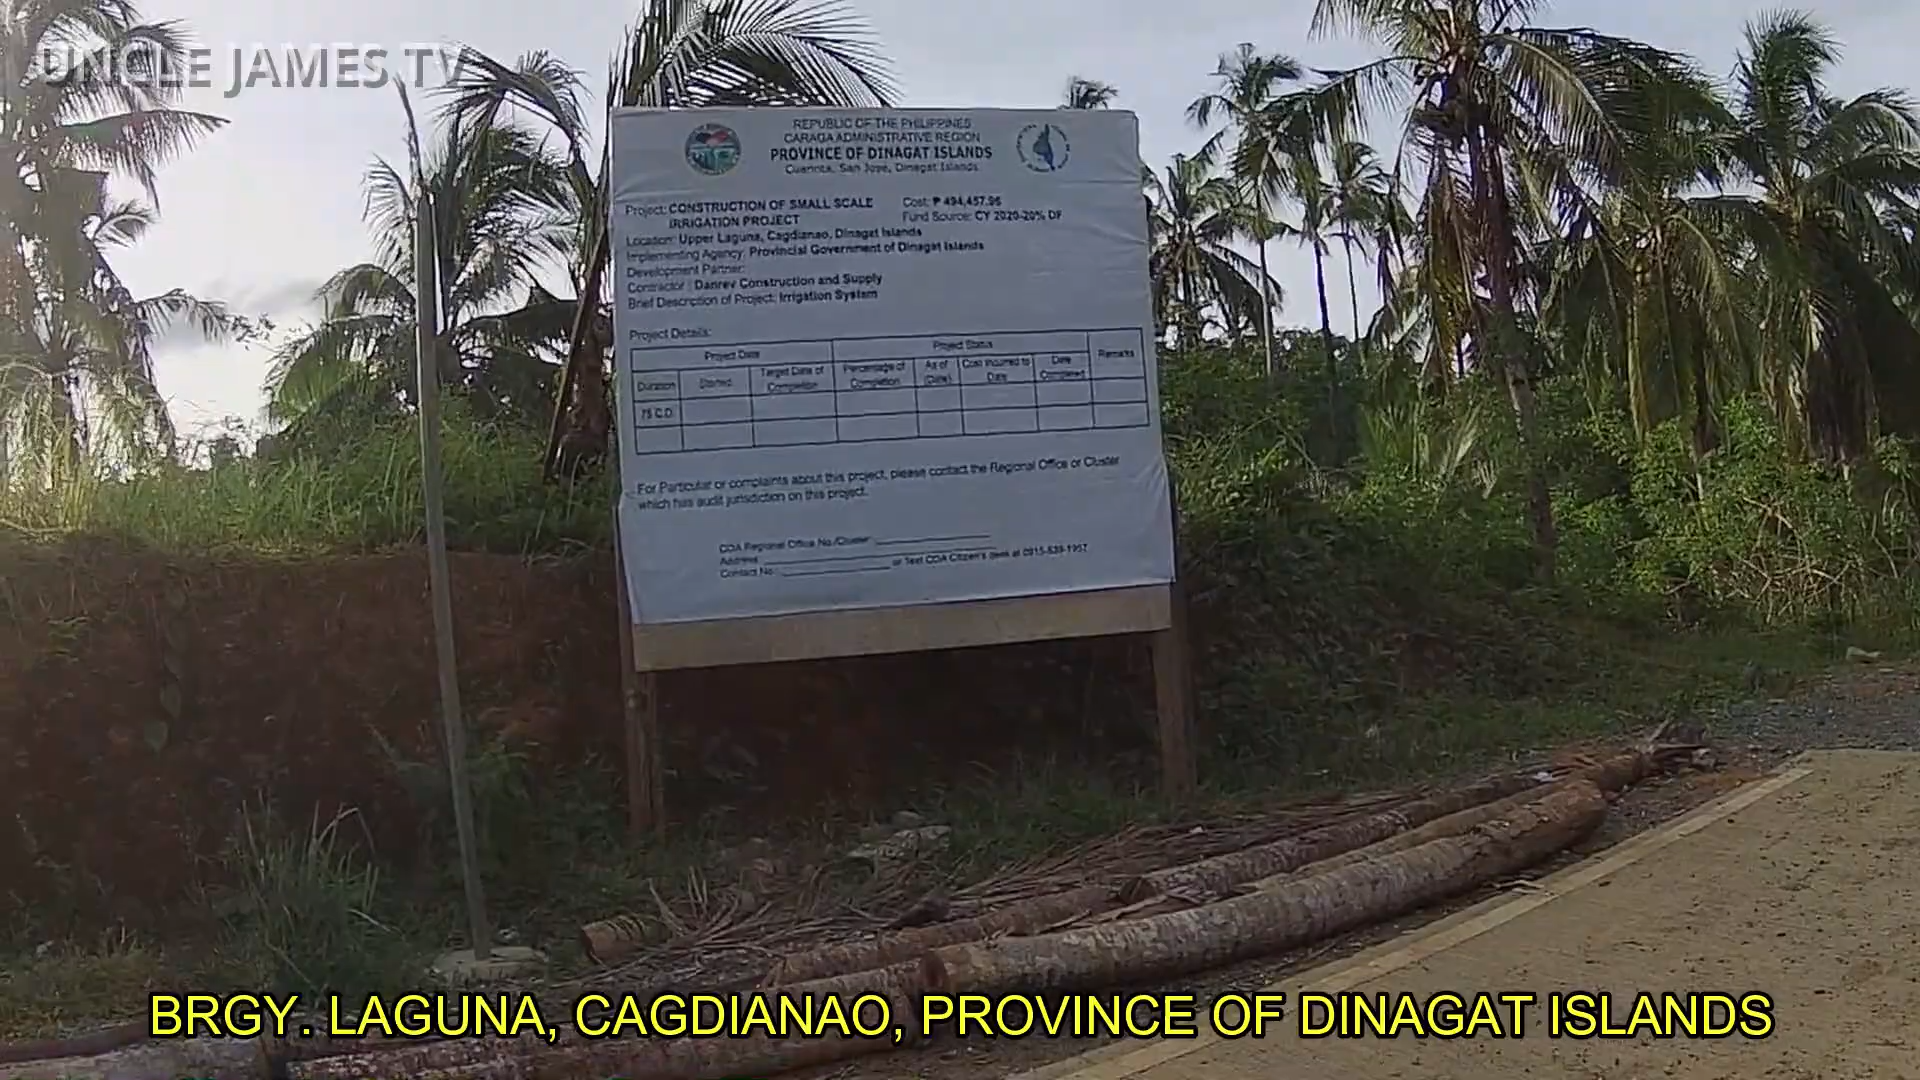 UNCLE JAMES TV
REPUBLIC OF THE PHILIPPINES
CARAGA ADMINISTRATIVE REGION
PROVINCE OF DINAGAT ISLANDS
Cuarinta, San Jose, Dinagat Islands
Project: CONSTRUCTION OF SMALL SCALE
IRRIGATION PROJECT
Cost: ₱ 494,457.96
Fund Source: CY 2020-20% DF
Location: Upper Laguna, Cagdianao, Dinagat Islands
Implementing Agency: Provincial Government of Dinagat Islands
Development Partner:
Contractor : Danrev Construction and Supply
Brief Description of Project: Irrigation System
Project Details:
Project Date
Project Status
Remarks
Duration
Started
Target Date of
Completion
Percentage of
Completion
As of
(Date)
Cost Incurred to
Date
Date
Completed
75 C.D.
For Particular or complaints about this project, please contact the Regional Office or Cluster
which has audit jurisdiction on this project.
COA Regional Office No./Cluster:
Address:
Contact No.: or Text COA Citizen's desk at 0915-539-1957
BRGY. LAGUNA, CAGDIANAO, PROVINCE OF DINAGAT ISLANDS